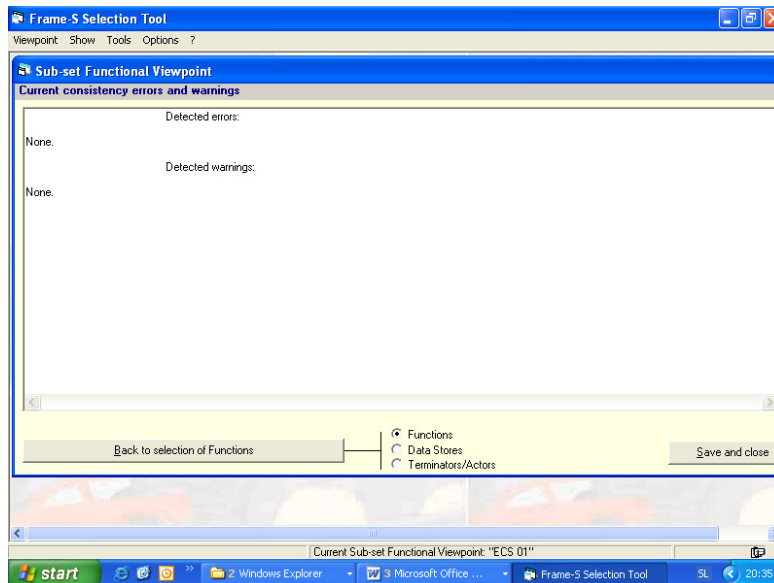 Frame-S Selection Tool
Viewpoint Show Tools Options ?
Sub-set Functional Viewpoint
Current consistency errors and warnings
Detected errors:
None.
Detected warnings:
None.
Functions
Back to selection of Functions
Data Stores
Save and close
Terminators/Actors
Current Sub-set Functional Viewpoint: "ECS 01"
start
2 Windows Explorer
3 Microsoft Office ...
Frame-S Selection Tool
SL
20:35